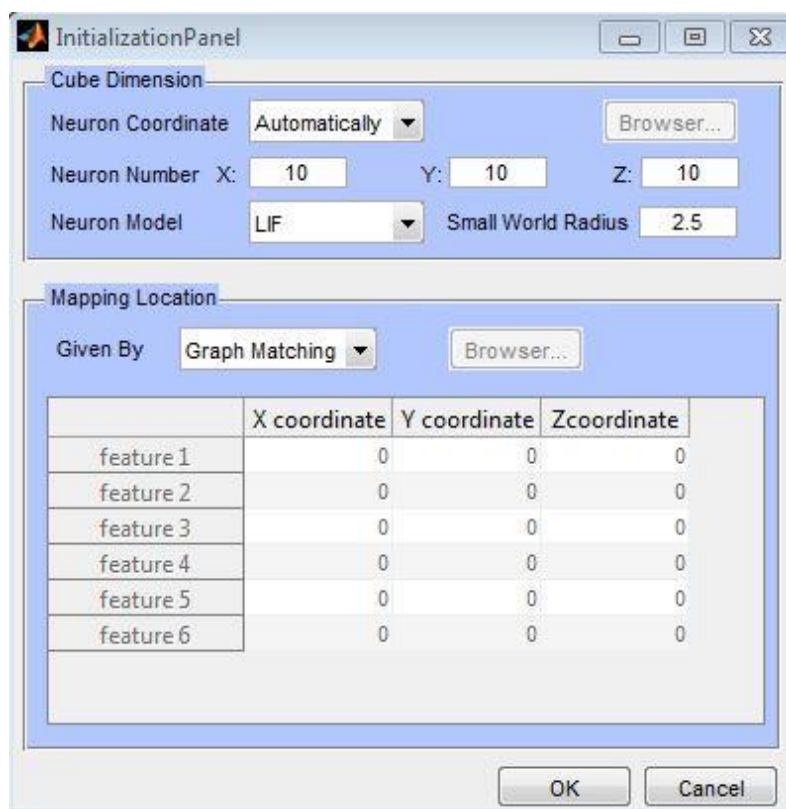 InitializationPanel
Cube Dimension
Neuron Coordinate Automatically Browser...
Neuron Number X: 10 Y: 10 Z: 10
Neuron Model LIF Small World Radius 2.5
Mapping Location
Given By Graph Matching Browser...
X coordinate Y coordinate Zcoordinate
feature 1 0 0 0
feature 2 0 0 0
feature 3 0 0 0
feature 4 0 0 0
feature 5 0 0 0
feature 6 0 0 0
OK Cancel